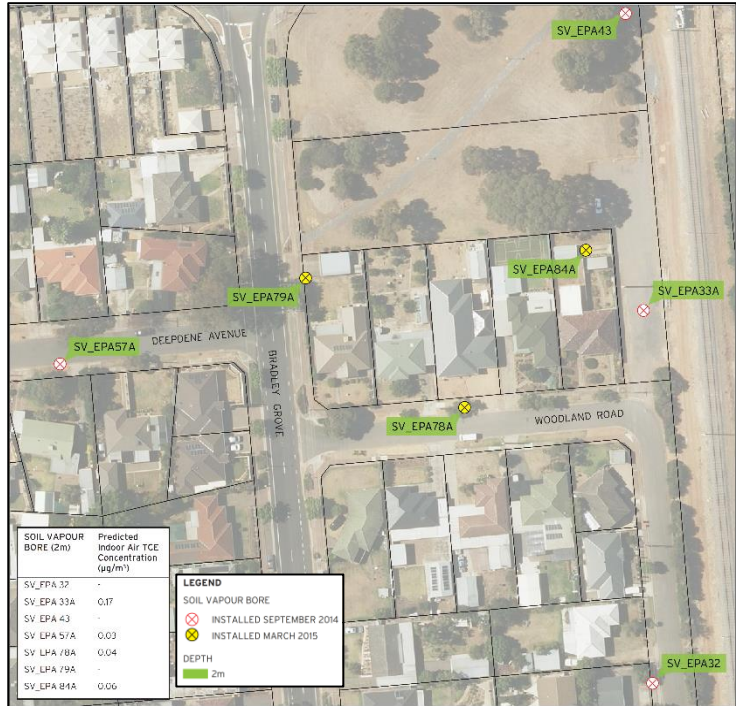 SV_EPA43
SV_EPA84A
SV_EPA79A
SV_EPA33A
DEEPDENE AVENUE
SV_EPA57A
BRADLEY GROVE
WOODLAND ROAD
SV_EPA78A
SV_EPA32
SOIL VAPOUR BORE (2m)
Predicted Indoor Air TCE Concentration (µg/m³)
SV_EPA 32 -
SV_EPA 33A 0.17
SV_EPA 43 -
SV_EPA 57A 0.03
SV_EPA 78A 0.04
SV_EPA 79A -
SV_EPA 84A 0.06
LEGEND
SOIL VAPOUR BORE
INSTALLED SEPTEMBER 2014
INSTALLED MARCH 2015
DEPTH
2m